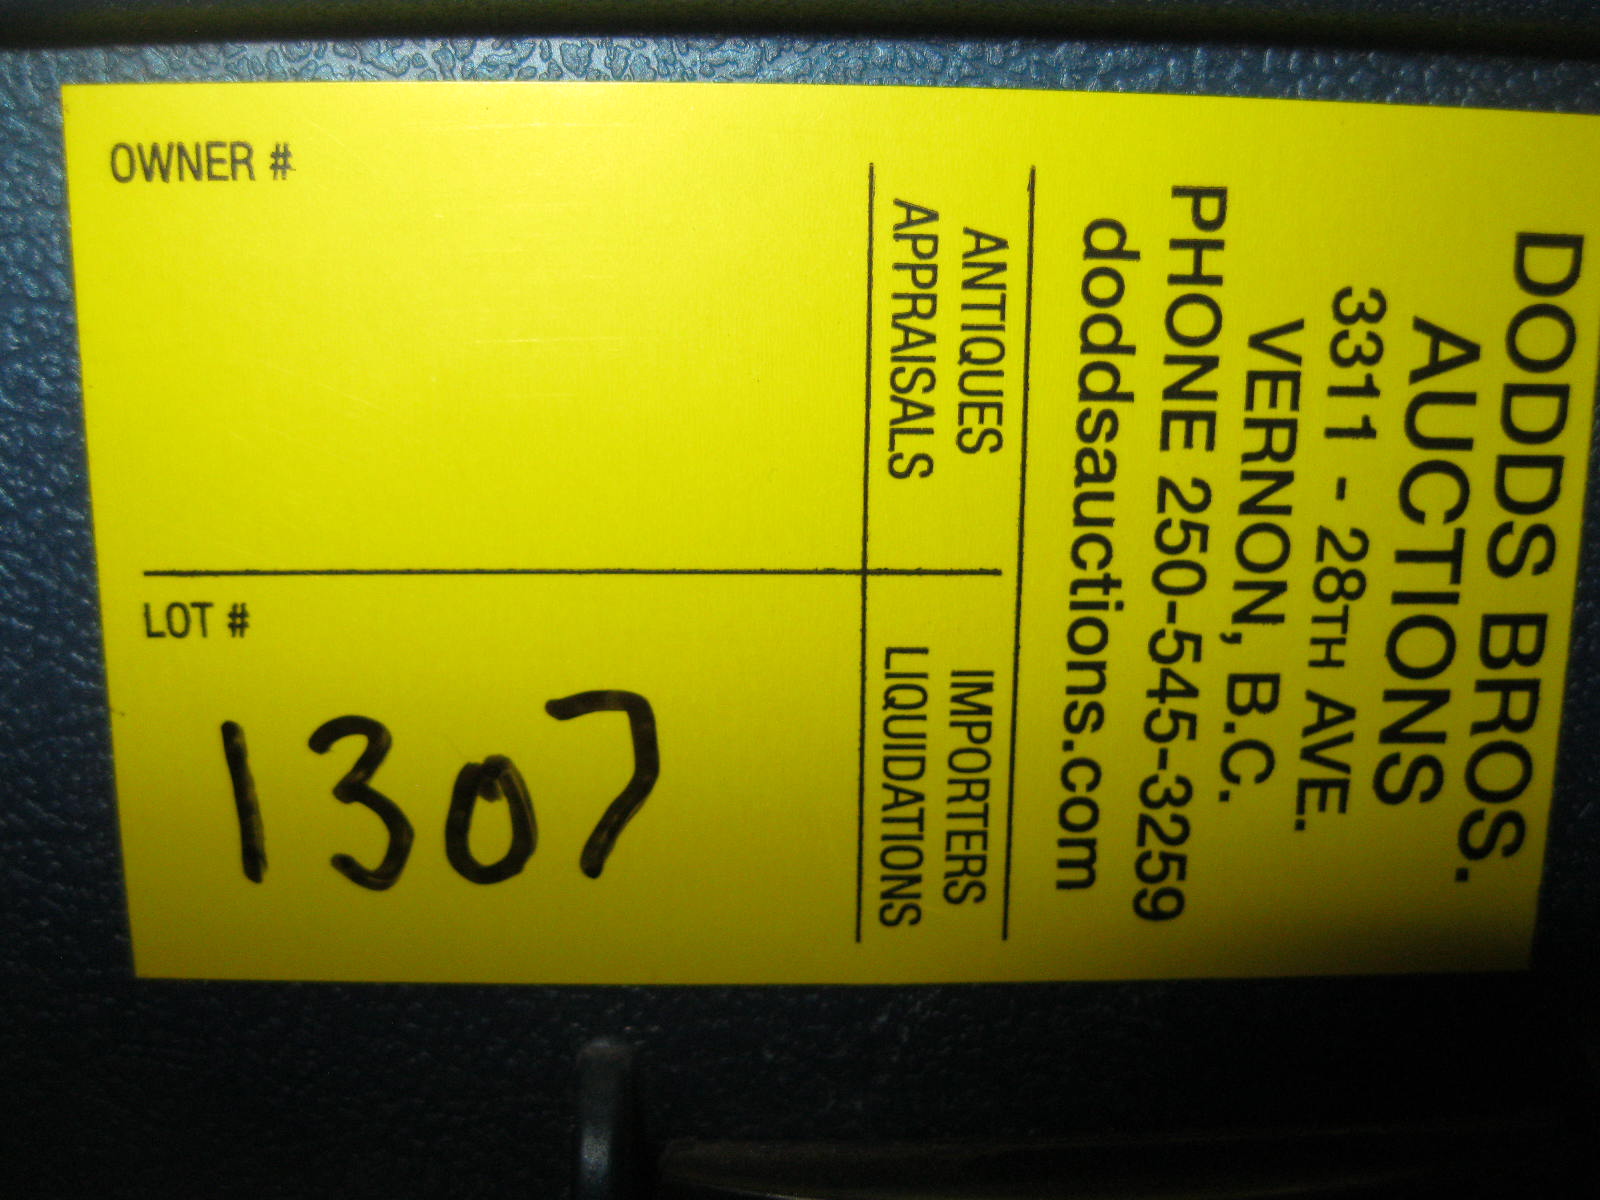 DODDS BROS.
AUCTIONS
3311 - 28TH AVE.
VERNON, B.C.
PHONE 250-545-3259
doddsauctions.com
ANTIQUES
APPRAISALS
IMPORTERS
LIQUIDATIONS
OWNER #
LOT #
1307